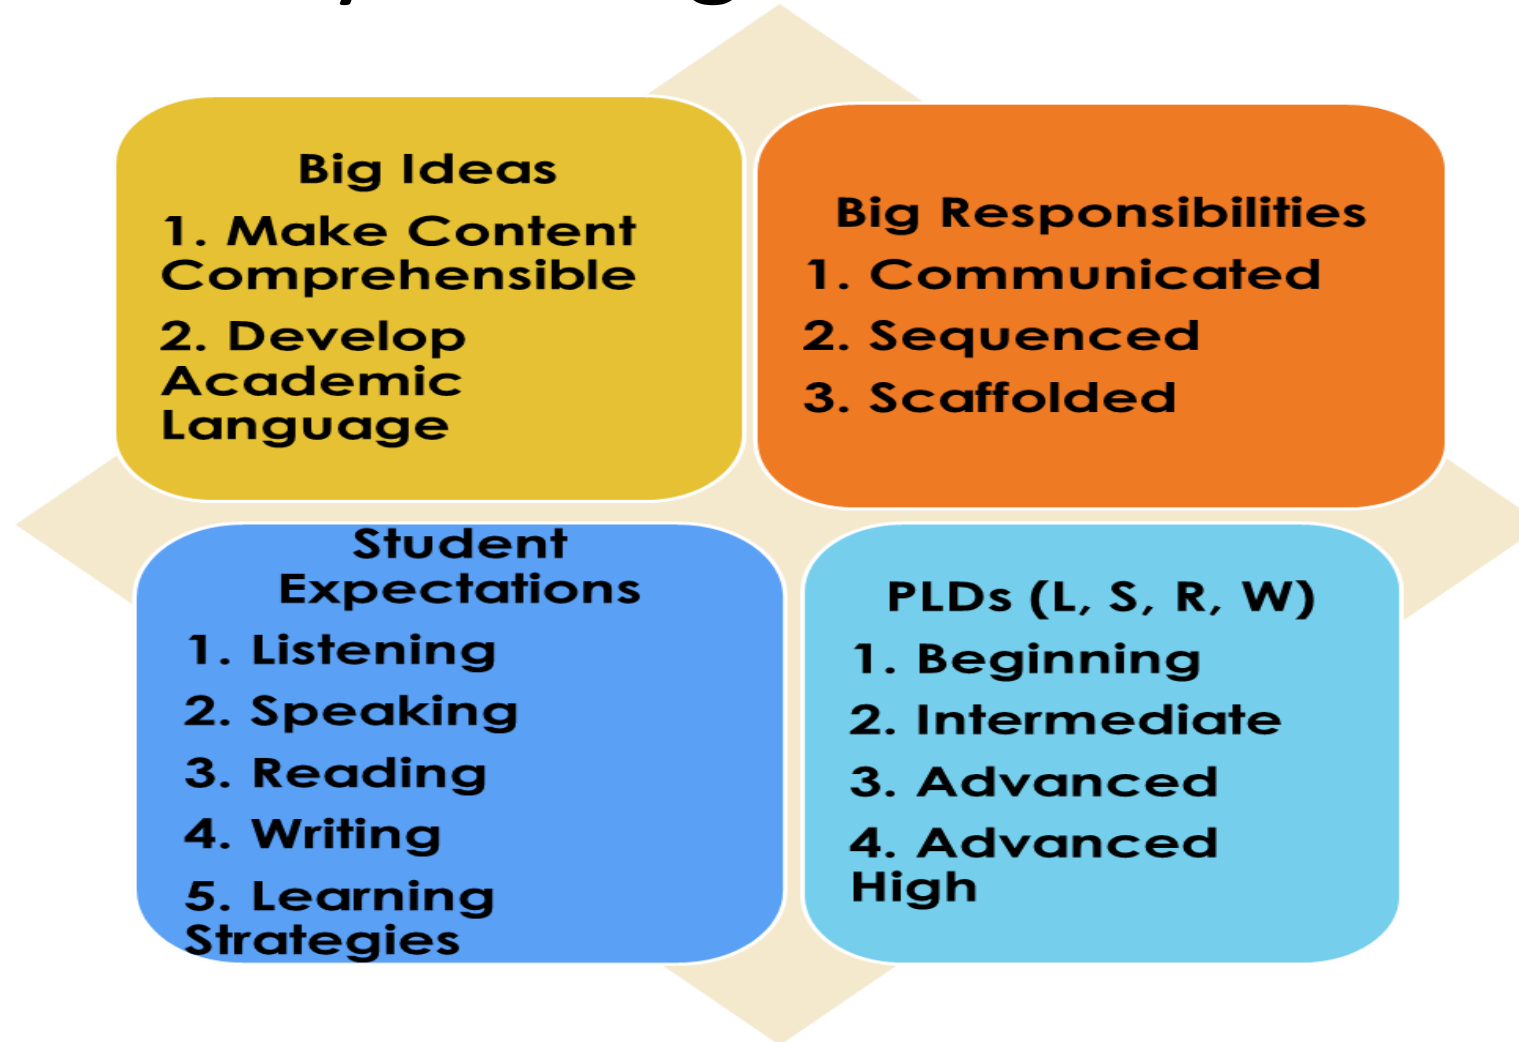 Big Ideas
1. Make Content
Comprehensible
2. Develop
Academic
Language
Big Responsibilities
1. Communicated
2. Sequenced
3. Scaffolded
Student
Expectations
1. Listening
2. Speaking
3. Reading
4. Writing
5. Learning
Strategies
PLDs (L, S, R, W)
1. Beginning
2. Intermediate
3. Advanced
4. Advanced
High